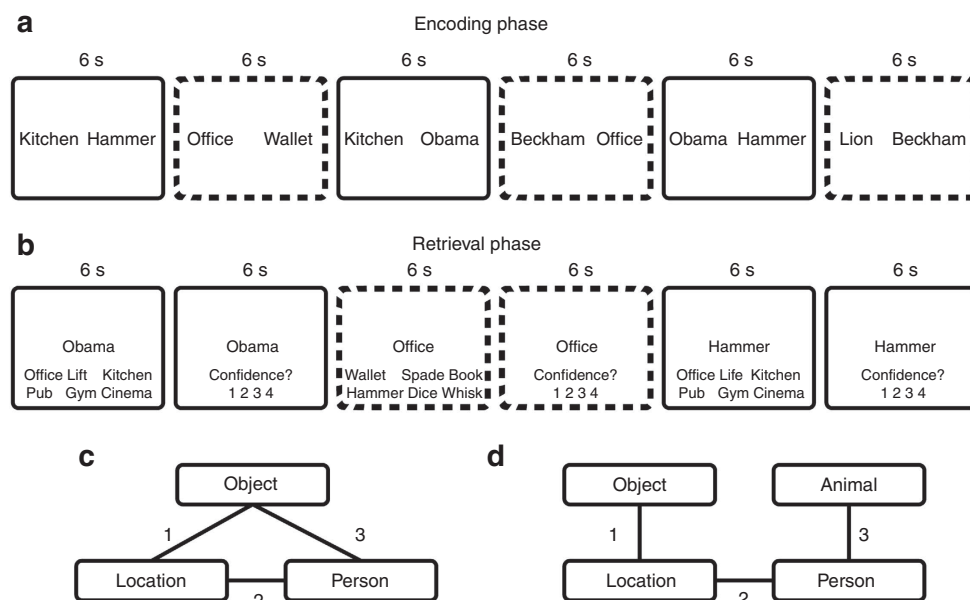 a
Encoding phase
6 s 6 s 6 s 6 s 6 s 6 s
Kitchen Hammer Office Wallet Kitchen Obama Beckham Office Obama Hammer Lion Beckham
b
Retrieval phase
6 s 6 s 6 s 6 s 6 s 6 s
Obama Obama Office Office Hammer Hammer
Office Lift Kitchen Confidence? Wallet Spade Book Confidence? Office Life Kitchen Confidence?
Pub Gym Cinema 1 2 3 4 Hammer Dice Whisk 1 2 3 4 Pub Gym Cinema 1 2 3 4
c d
Object Object Animal
1 3 1 3
Location Person Location Person